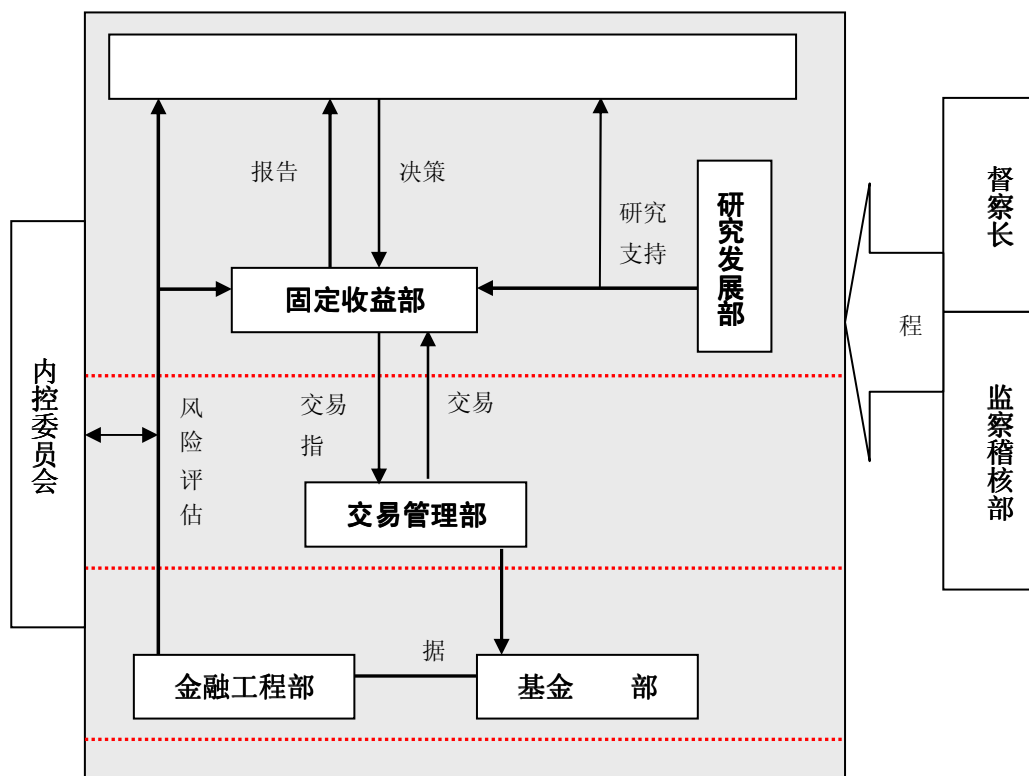 报告
决策
研究
支持
研究发展部
督察长
固定收益部
程
内控委员会
风险评估
交易
指
交易
监察稽核部
交易管理部
据
金融工程部
基金 部